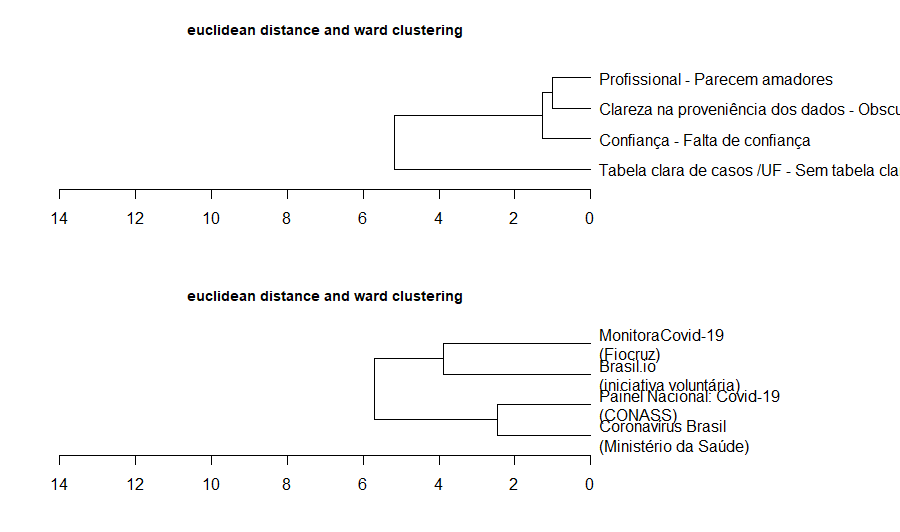 euclidean distance and ward clustering
Profissional - Parecem amadores
Clareza na proveniência dos dados - Obscu
Confiança - Falta de confiança
Tabela clara de casos /UF - Sem tabela cla
14 12 10 8 6 4 2 0
euclidean distance and ward clustering
MonitoraCovid-19
(Fiocruz)
Brasil.io
(iniciativa voluntária)
Painel Nacional: Covid-19
(CONASS)
Coronavirus Brasil
(Ministério da Saúde)
14 12 10 8 6 4 2 0